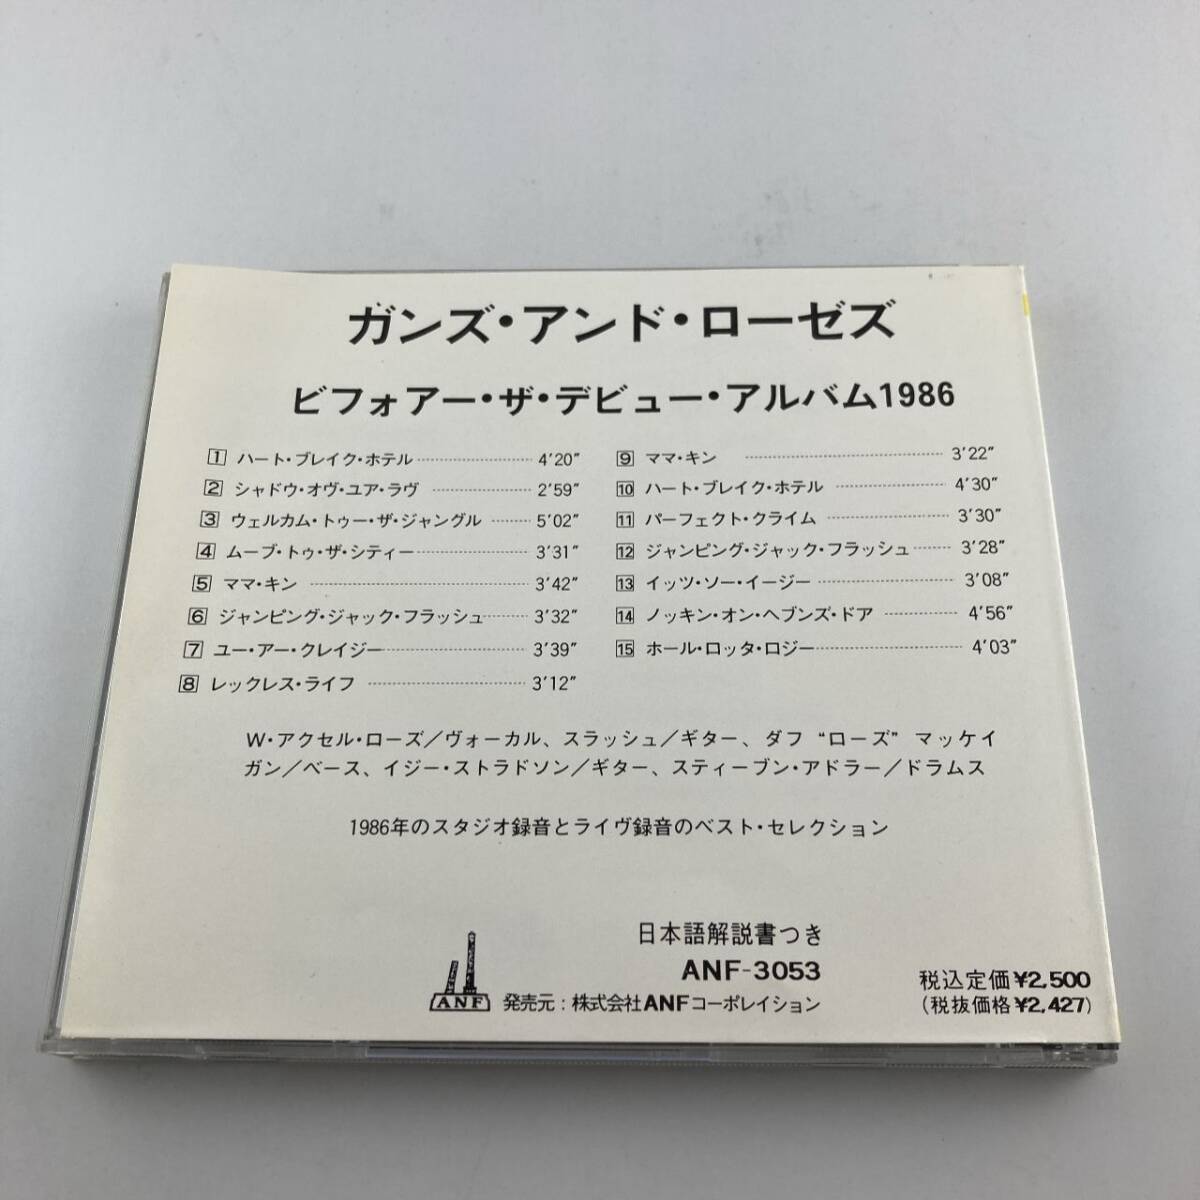 ガンズ・アンド・ローゼズ
ビフォアー・ザ・デビュー・アルバム1986
1 ハート・ブレイク・ホテル 4'20"
2 シャドウ・オヴ・ユア・ラヴ 2'59"
3 ウェルカム・トゥー・ザ・ジャングル 5'02"
4 ムーブ・トゥ・ザ・シティー 3'31"
5 ママ・キン 3'42"
6 ジャンピング・ジャック・フラッシュ 3'32"
7 ユー・アー・クレイジー 3'39"
8 レックレス・ライフ 3'12"
9 ママ・キン 3'22"
10 ハート・ブレイク・ホテル 4'30"
11 パーフェクト・クライム 3'30"
12 ジャンピング・ジャック・フラッシュ 3'28"
13 イッツ・ソー・イージー 3'08"
14 ノッキン・オン・ヘブンズ・ドア 4'56"
15 ホール・ロッタ・ロジー 4'03"
W・アクセル・ローズ／ヴォーカル、スラッシュ／ギター、ダフ “ローズ” マッケイ
ガン／ベース、イジー・ストラドソン／ギター、スティーブン・アドラー／ドラムス
1986年のスタジオ録音とライヴ録音のベスト・セレクション
日本語解説書つき
ANF-3053
ANF 発売元：株式会社ANFコーポレイション
税込定価¥2,500
(税抜価格¥2,427)